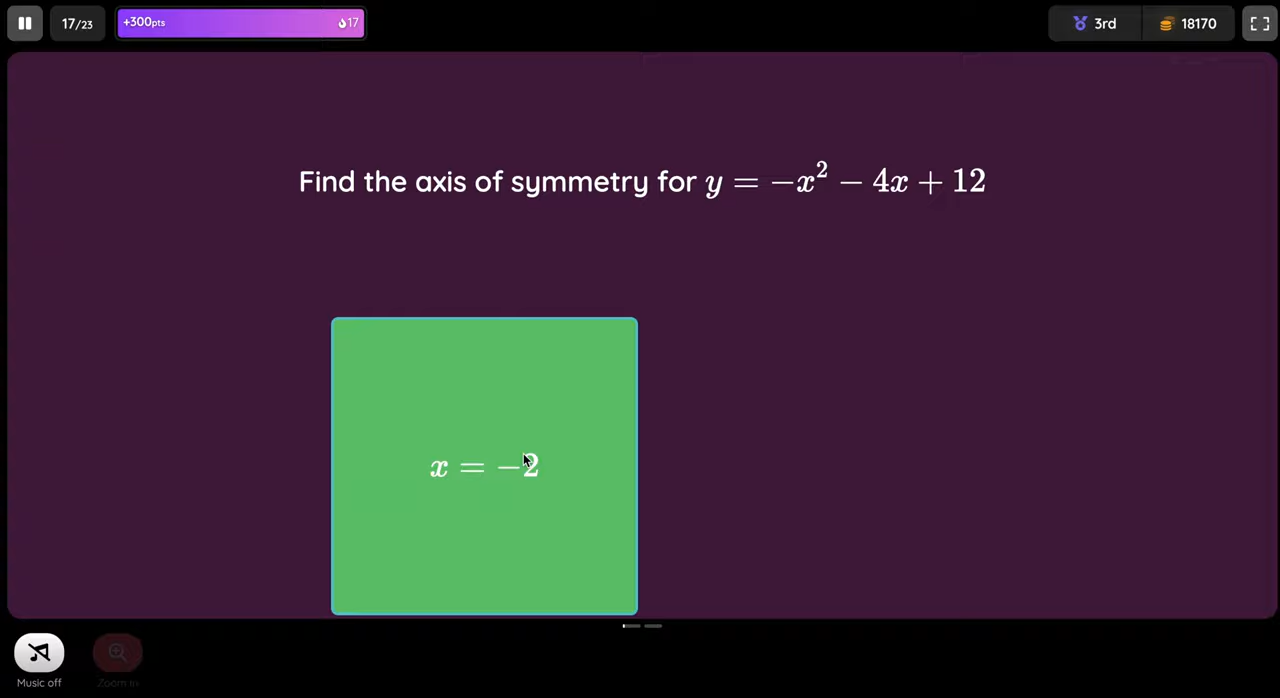 17/23 +300pts 17 3rd 18170
Find the axis of symmetry for y = −x² − 4x + 12
x = −2
Music off Zoom in